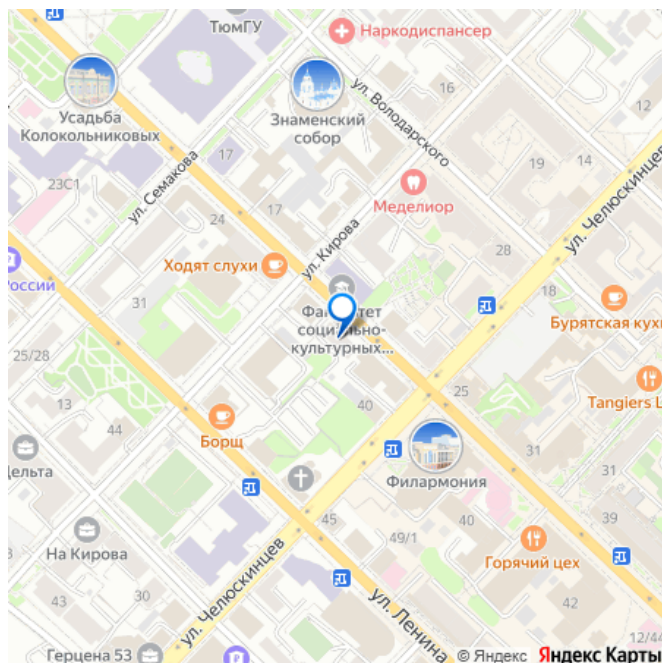 ТюмГУ
Наркодиспансер
Усадьба
Колокольниковых
Знаменский
собор
ул. Володарского
ул. Семакова
17
19
14
23С1
Меделиор
ул. Челюскинцев
24
17
ул. Кирова
28
Ходят слухи
России
18
31
Факультет
социально-
культурных...
Бурятская кухн
25/28
13
44
Борщ
40
25
Tangiers L
31
Дельта
Филармония
31
45
40
39
На Кирова
49/1
Горячий цех
43
30
ул. Челюскинцев
ул. Ленина
42
12/44
Герцена 53
© Яндекс Яндекс Карты